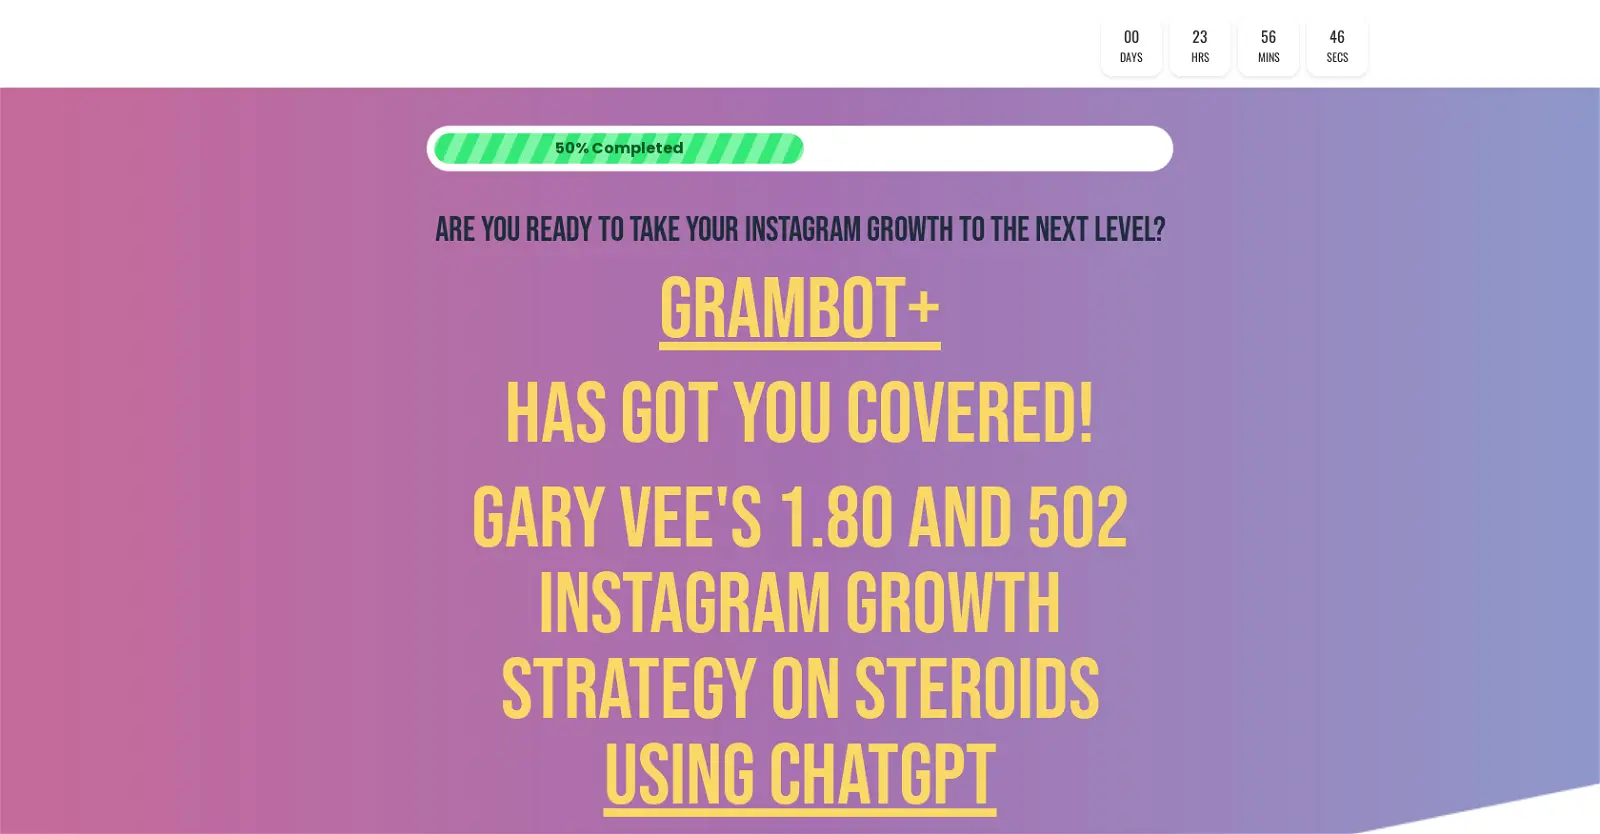 00 23 56 46
DAYS HRS MINS SECS
50% Completed
ARE YOU READY TO TAKE YOUR INSTAGRAM GROWTH TO THE NEXT LEVEL?
GRAMBOT+
HAS GOT YOU COVERED!
GARY VEE'S 1.80 AND 502
INSTAGRAM GROWTH
STRATEGY ON STEROIDS
USING CHATGPT